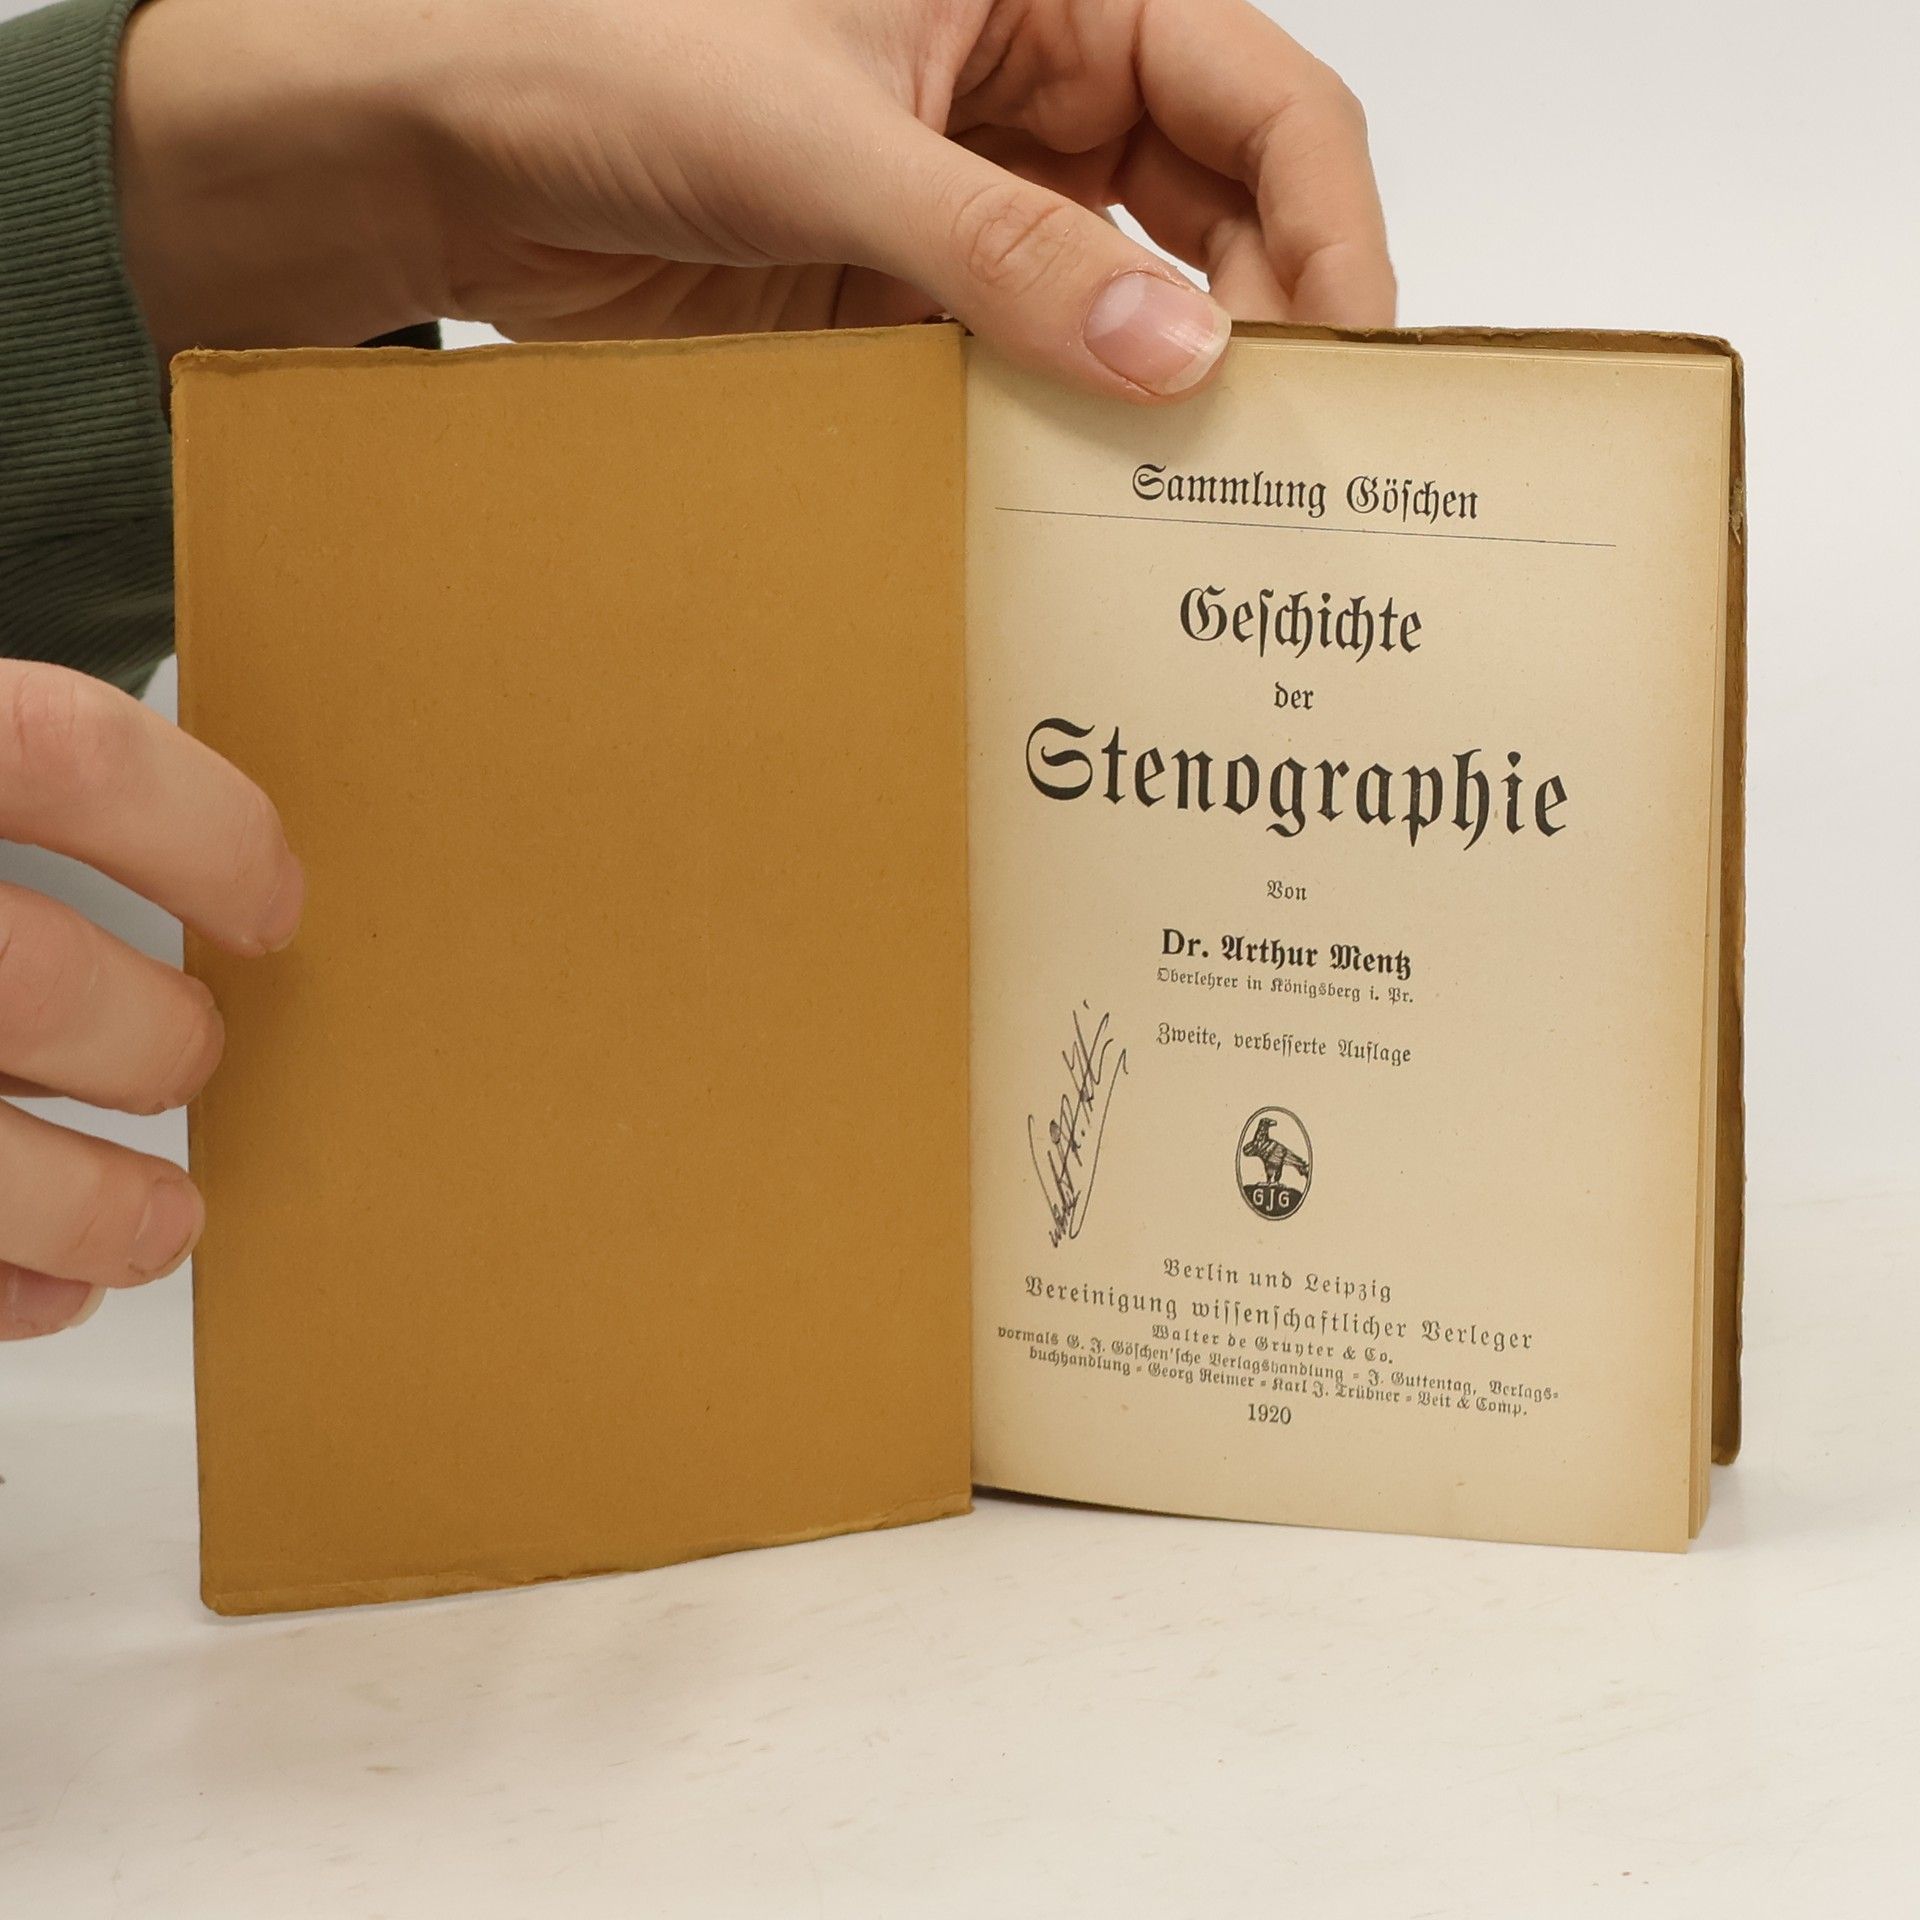 Sammlung Göschen
Geschichte
der
Stenographie
Von
Dr. Arthur Mentz
Oberlehrer in Königsberg i. Pr.
Zweite, verbesserte Auflage
GJG
Berlin und Leipzig
Vereinigung wissenschaftlicher Verleger
Walter de Gruyter & Co.
vormals G. J. Göschen'sche Verlagshandlung - J. Guttentag, Verlags-
buchhandlung - Georg Reimer - Karl J. Trübner - Veit & Comp.
1920